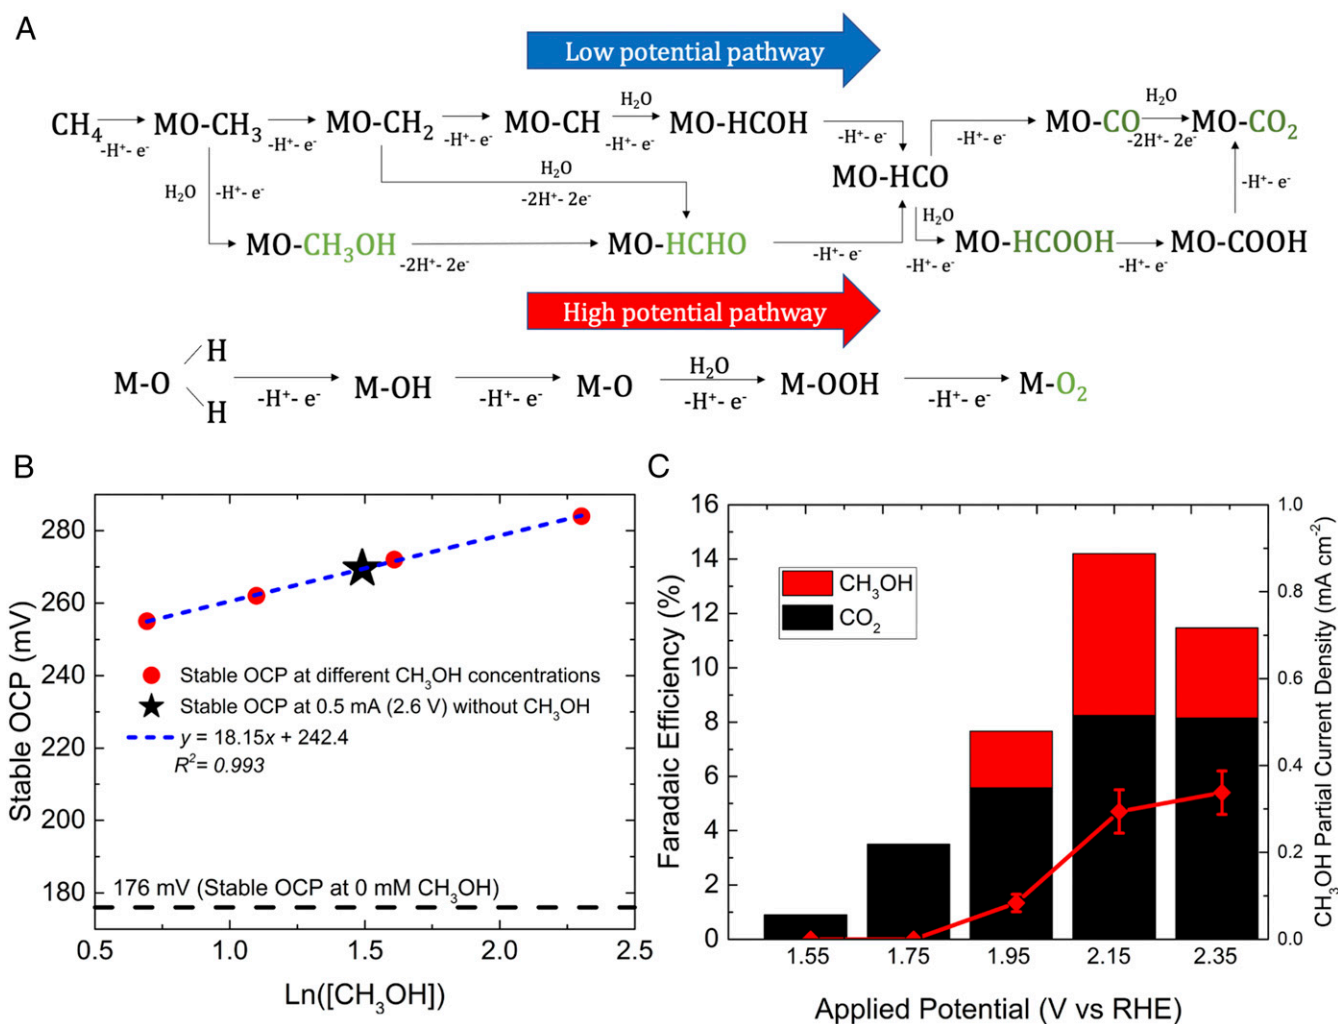 A
Low potential pathway
CH₄ -H⁺- e⁻ MO-CH₃ -H⁺- e⁻ MO-CH₂ -H⁺- e⁻ MO-CH H₂O -H⁺- e⁻ MO-HCOH -H⁺- e⁻ -H⁺- e⁻ MO-CO H₂O -2H⁺- 2e⁻ MO-CO₂
MO-HCO
H₂O -H⁺- e⁻ H₂O -2H⁺- 2e⁻ H₂O -H⁺- e⁻
MO-CH₃OH -2H⁺- 2e⁻ MO-HCHO -H⁺- e⁻ -H⁺- e⁻ MO-HCOOH -H⁺- e⁻ MO-COOH
High potential pathway
H
M-O -H⁺- e⁻ M-OH -H⁺- e⁻ M-O H₂O -H⁺- e⁻ M-OOH -H⁺- e⁻ M-O₂
H
B
Stable OCP (mV)
280
260
240
220
200
180
Stable OCP at different CH₃OH concentrations
Stable OCP at 0.5 mA (2.6 V) without CH₃OH
y = 18.15x + 242.4
R²= 0.993
176 mV (Stable OCP at 0 mM CH₃OH)
0.5 1.0 1.5 2.0 2.5
Ln([CH₃OH])
C
Faradaic Efficiency (%)
16
14
12
10
8
6
4
2
0
CH₃OH
CO₂
1.0
0.8
0.6
0.4
0.2
0.0
CH₃OH Partial Current Density (mA cm⁻²)
1.55 1.75 1.95 2.15 2.35
Applied Potential (V vs RHE)